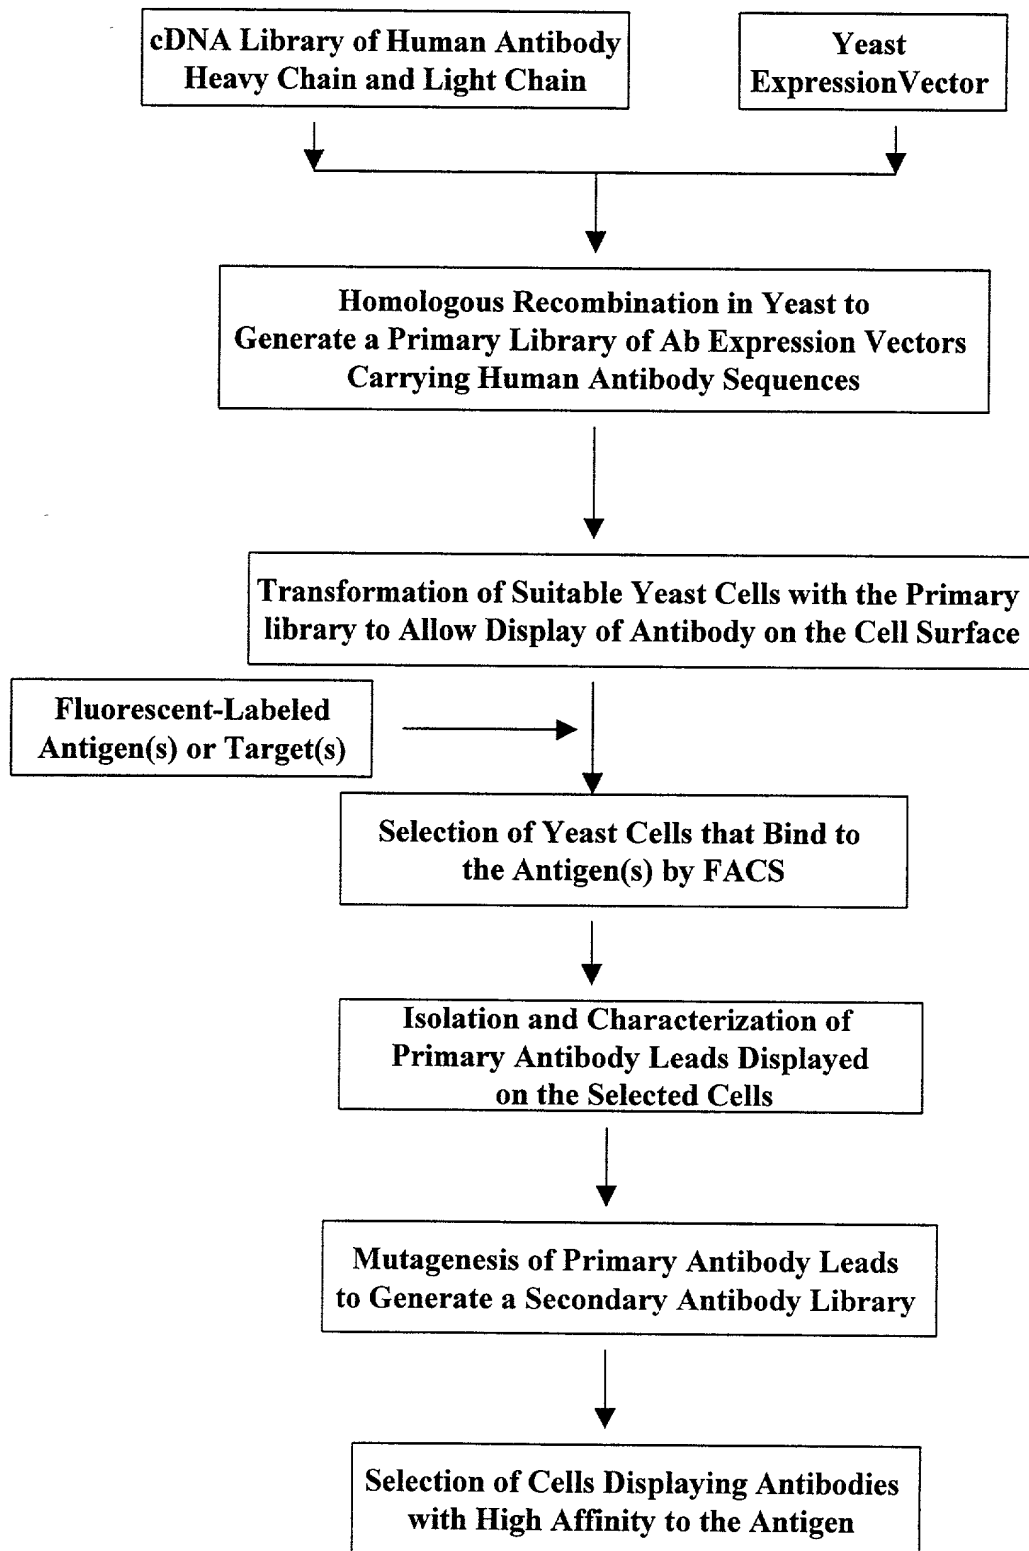 cDNA Library of Human Antibody
Heavy Chain and Light Chain
Yeast
ExpressionVector
Homologous Recombination in Yeast to
Generate a Primary Library of Ab Expression Vectors
Carrying Human Antibody Sequences
Transformation of Suitable Yeast Cells with the Primary
library to Allow Display of Antibody on the Cell Surface
Fluorescent-Labeled
Antigen(s) or Target(s)
Selection of Yeast Cells that Bind to
the Antigen(s) by FACS
Isolation and Characterization of
Primary Antibody Leads Displayed
on the Selected Cells
Mutagenesis of Primary Antibody Leads
to Generate a Secondary Antibody Library
Selection of Cells Displaying Antibodies
with High Affinity to the Antigen